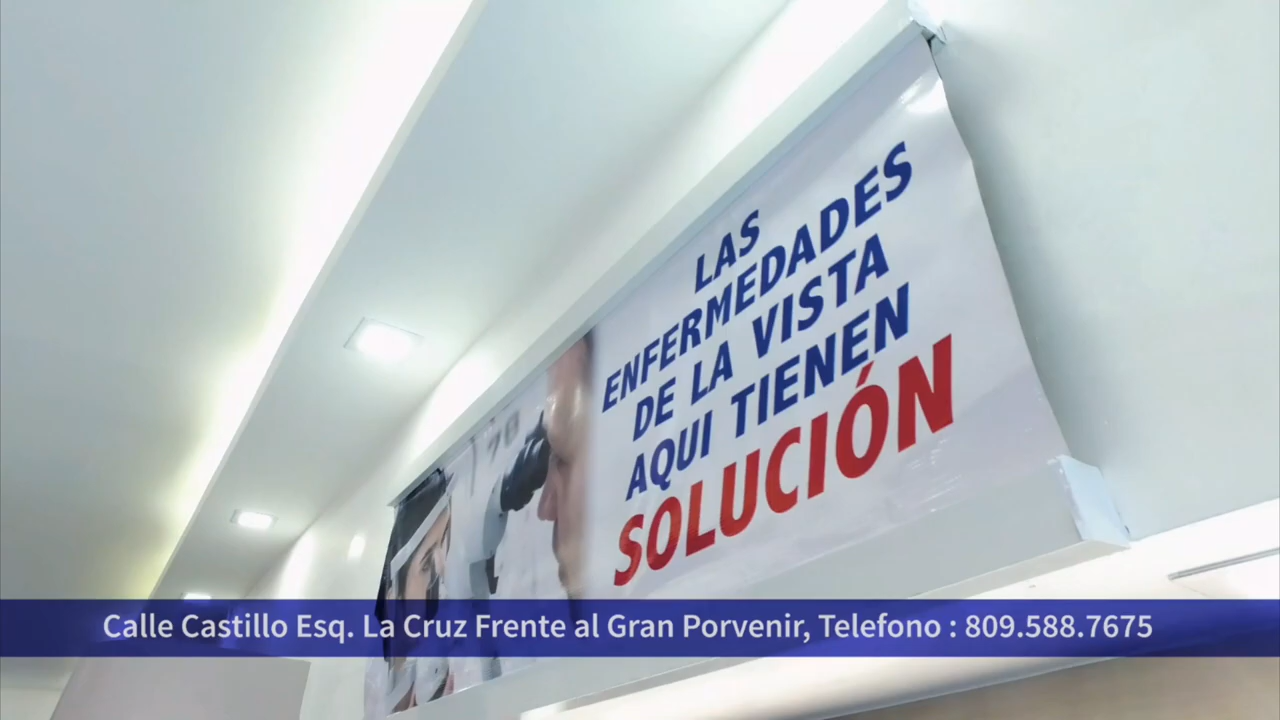 LAS
ENFERMEDADES
DE LA VISTA
AQUI TIENEN
SOLUCIÓN
Calle Castillo Esq. La Cruz Frente al Gran Porvenir, Telefono : 809.588.7675